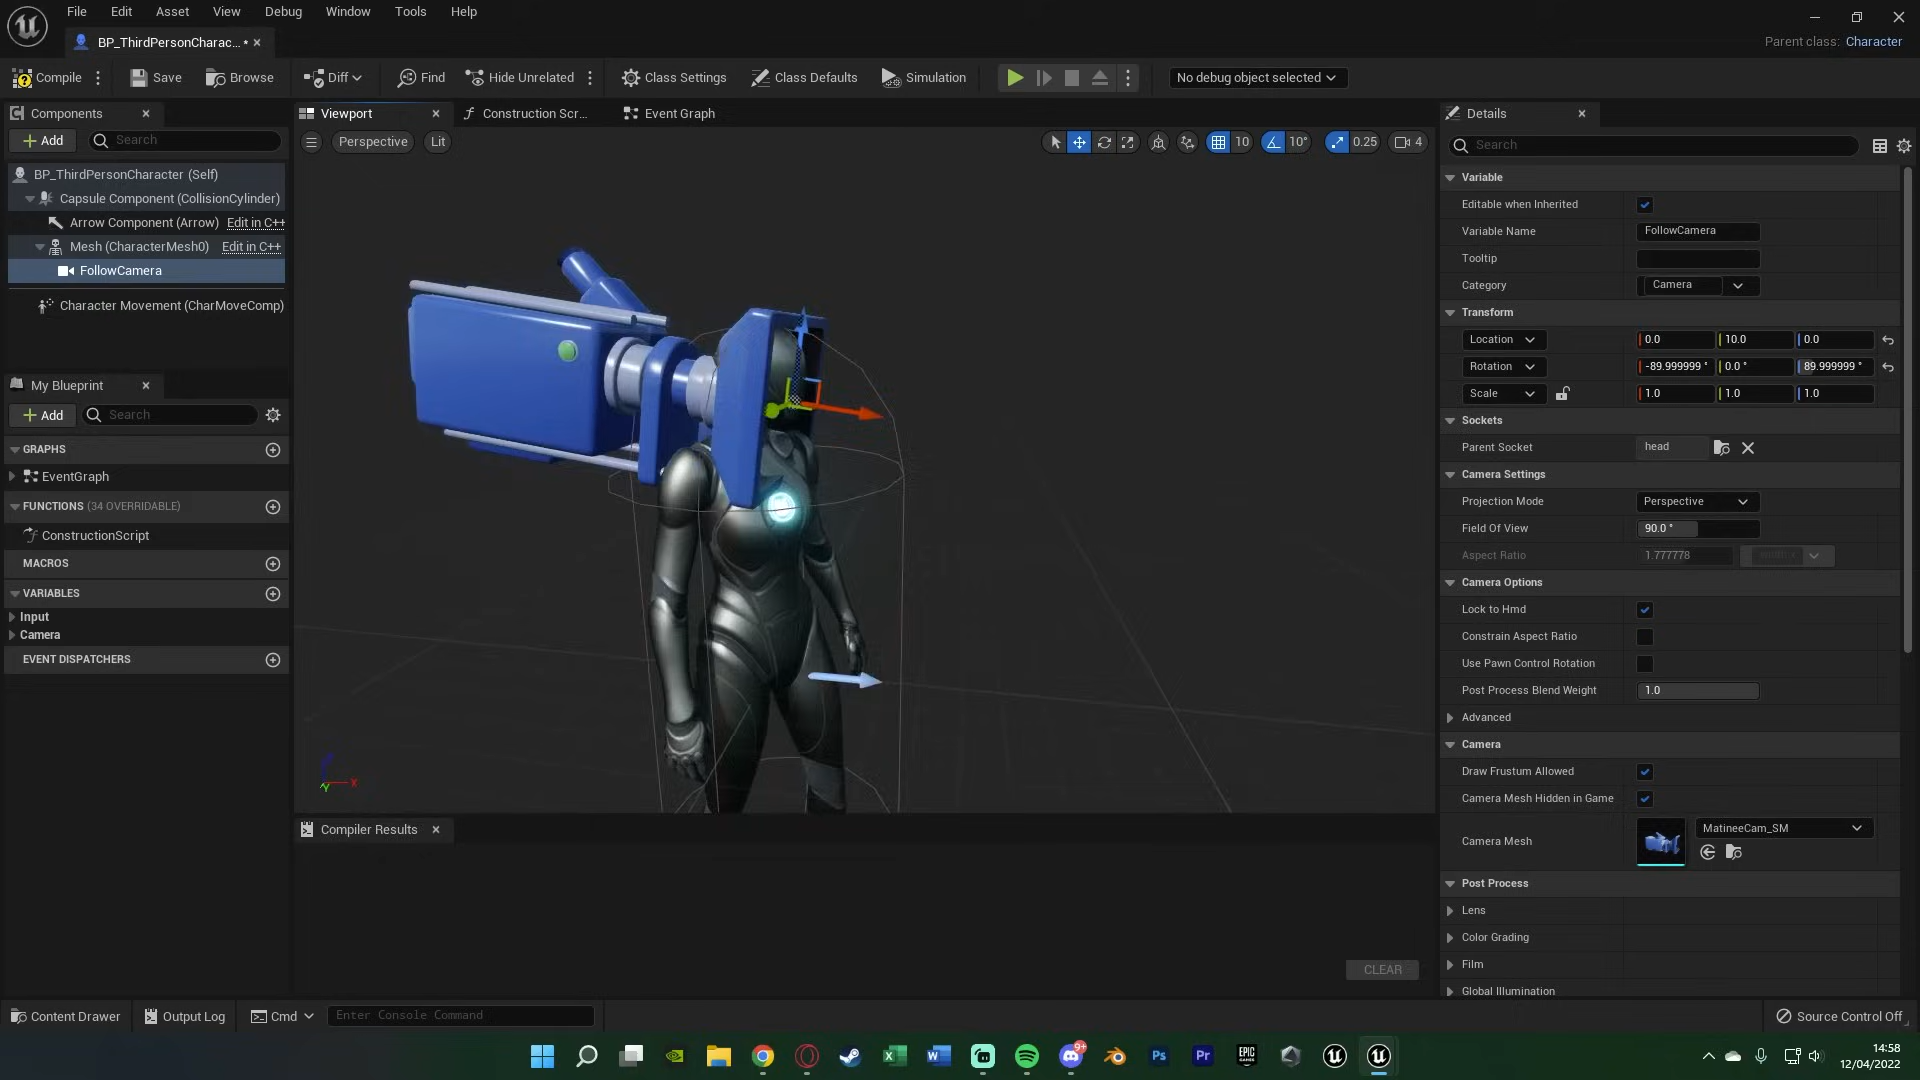 File Edit Asset View Debug Window Tools Help
BP_ThirdPersonCharac... •
Parent class: Character
Compile Save Browse Diff Find Hide Unrelated Class Settings Class Defaults Simulation No debug object selected
Components
Add Search
BP_ThirdPersonCharacter (Self)
Capsule Component (CollisionCylinder)
Arrow Component (Arrow) Edit in C++
Mesh (CharacterMesh0) Edit in C++
FollowCamera
Character Movement (CharMoveComp)
My Blueprint
Add Search
GRAPHS
EventGraph
FUNCTIONS (34 OVERRIDABLE)
ConstructionScript
MACROS
VARIABLES
Input
Camera
EVENT DISPATCHERS
Viewport Construction Scr... Event Graph
Perspective Lit 10 10° 0.25 4
X
Y
Compiler Results
CLEAR
Details
Search
Variable
Editable when Inherited
Variable Name FollowCamera
Tooltip
Category Camera
Transform
Location 0.0 10.0 0.0
Rotation -89.999999 ° 0.0 ° 89.999999 °
Scale 1.0 1.0 1.0
Sockets
Parent Socket head
Camera Settings
Projection Mode Perspective
Field Of View 90.0 °
Aspect Ratio 1.777778
Camera Options
Lock to Hmd
Constrain Aspect Ratio
Use Pawn Control Rotation
Post Process Blend Weight 1.0
Advanced
Camera
Draw Frustum Allowed
Camera Mesh Hidden in Game
Camera Mesh MatineeCam_SM
Post Process
Lens
Color Grading
Film
Global Illumination
Content Drawer Output Log Cmd Enter Console Command Source Control Off
W Ps Pr EPIC GAMES 9+
14:58
12/04/2022